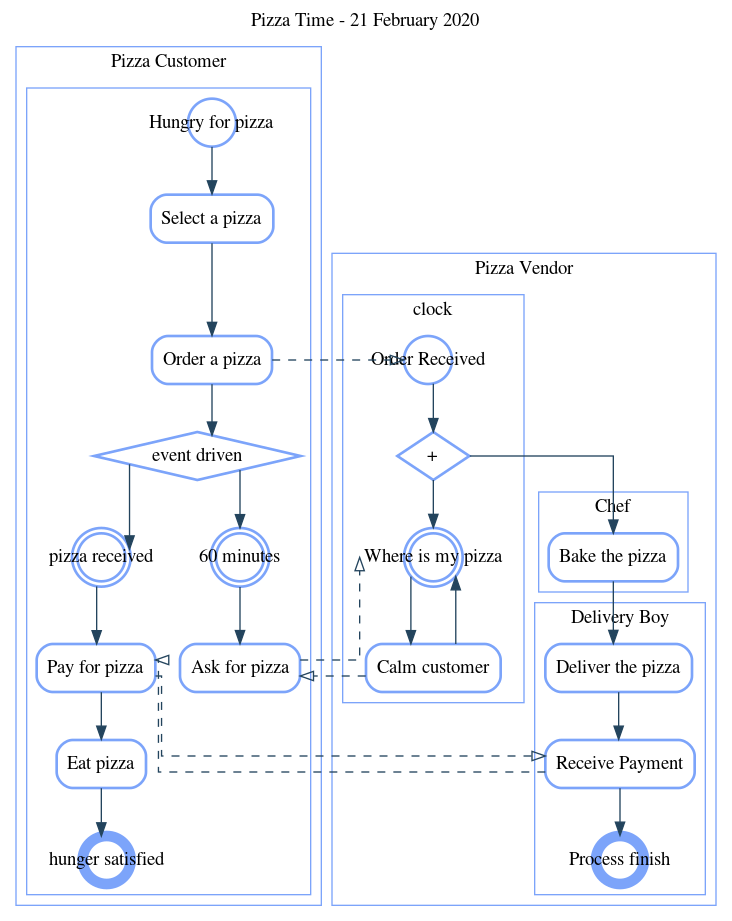 Pizza Time - 21 February 2020
Pizza Customer
Hungry for pizza
Select a pizza
Pizza Vendor
clock
Order a pizza
Order Received
event driven
+
Chef
pizza received
60 minutes
Where is my pizza
Bake the pizza
Delivery Boy
Pay for pizza
Ask for pizza
Calm customer
Deliver the pizza
Eat pizza
Receive Payment
hunger satisfied
Process finish